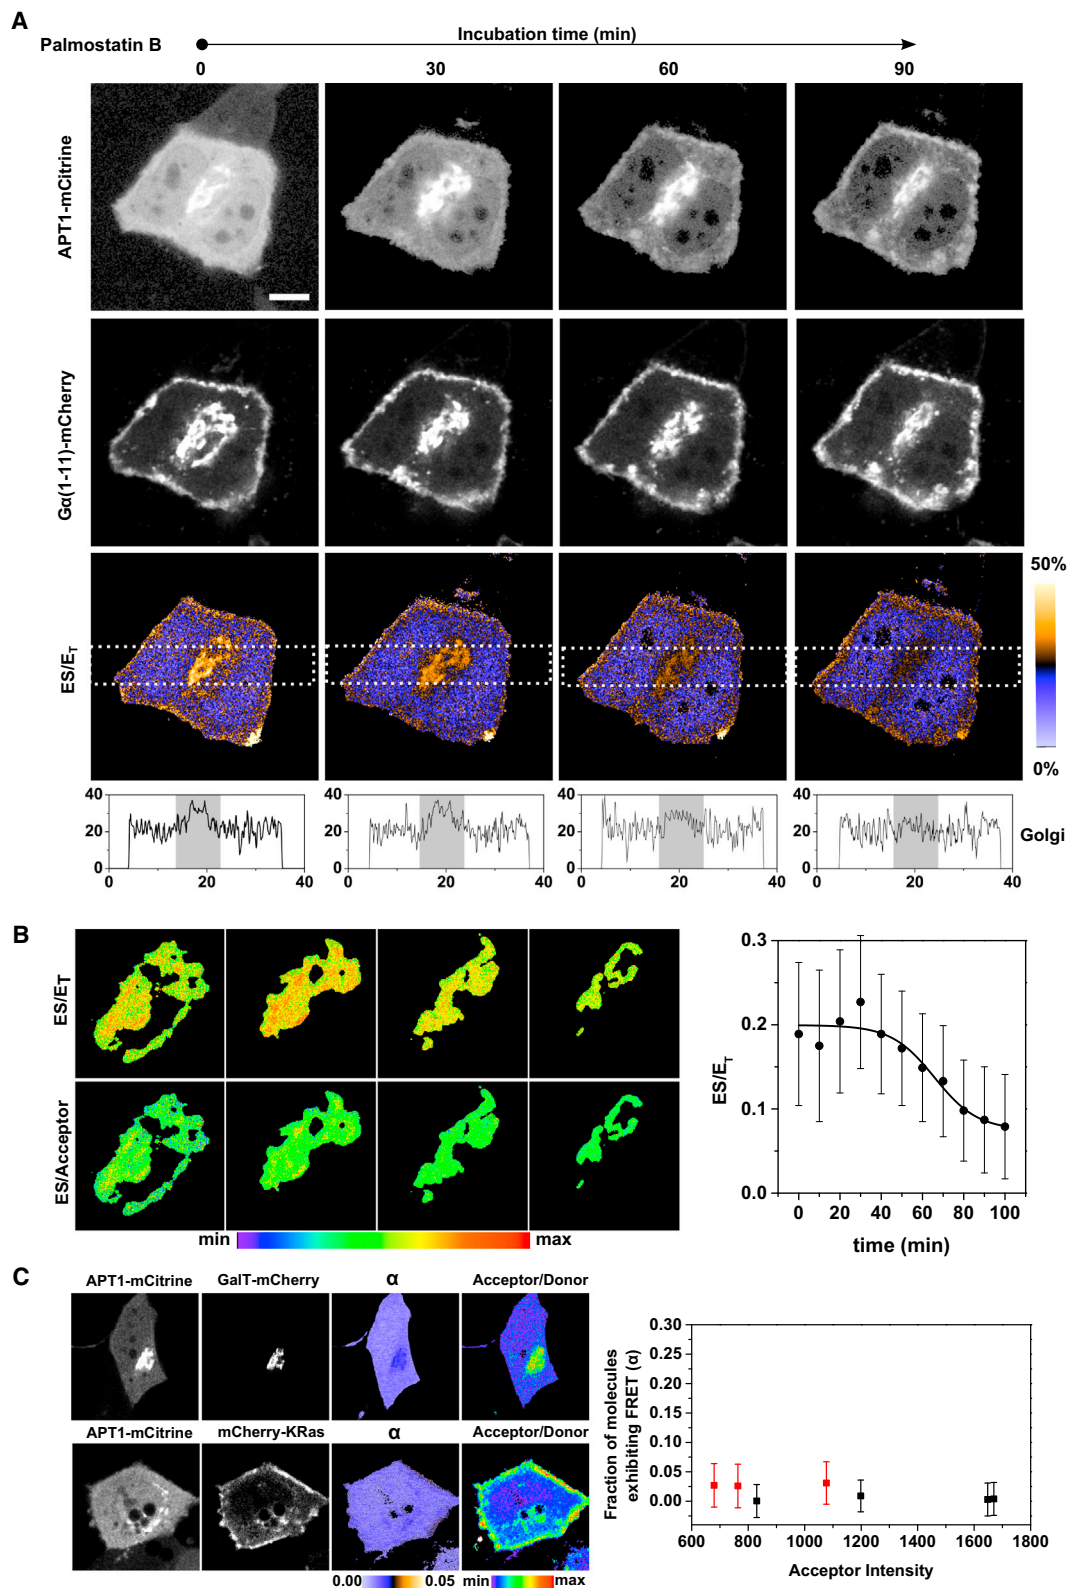 A
Palmostatin B
Incubation time (min)
0 30 60 90
APT1-mCitrine
Gα(1-11)-mCherry
ES/E_T
50%
0%
40
20
0
0 20 40
0 20 40
0 20 40
0 20 40
40
20
0
40
20
0
40
20
0
Golgi
B
ES/E_T
ES/Acceptor
min max
0.3
0.2
0.1
0.0
ES/E_T
0 20 40 60 80 100
time (min)
C
APT1-mCitrine GalT-mCherry α Acceptor/Donor
APT1-mCitrine mCherry-KRas α Acceptor/Donor
0.00 0.05 min max
Fraction of molecules
exhibiting FRET (α)
0.30
0.25
0.20
0.15
0.10
0.05
0.00
600 800 1000 1200 1400 1600 1800
Acceptor Intensity